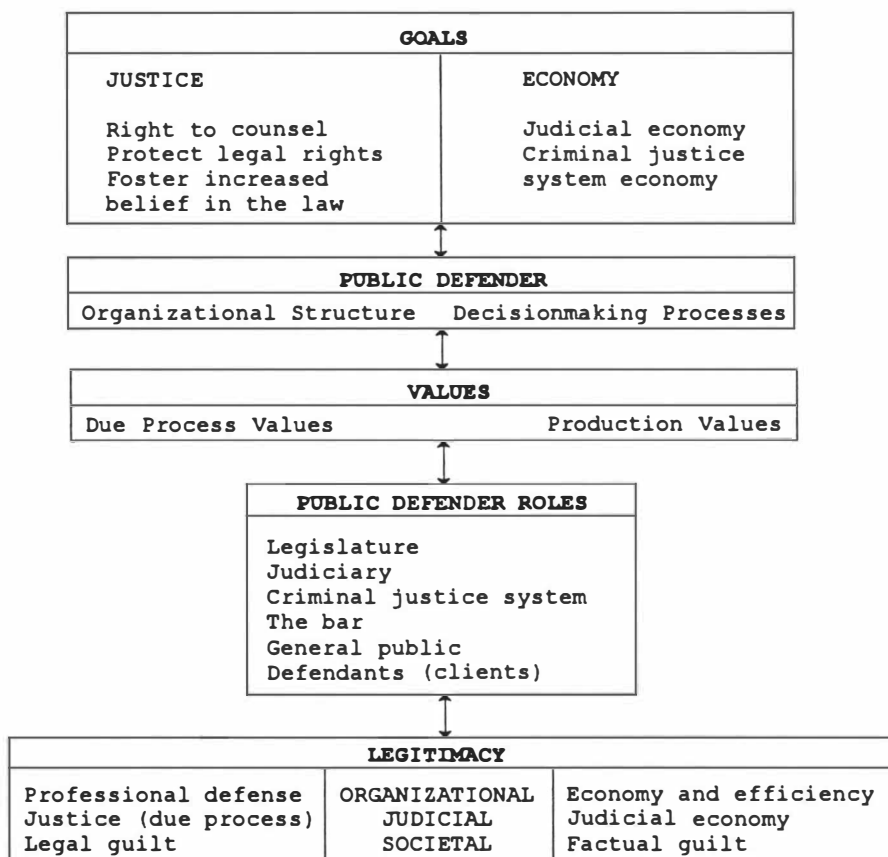 GOALS
JUSTICE
Right to counsel
Protect legal rights
Foster increased
belief in the law
ECONOMY
Judicial economy
Criminal justice
system economy
PUBLIC DEFENDER
Organizational Structure Decisionmaking Processes
VALUES
Due Process Values Production Values
PUBLIC DEFENDER ROLES
Legislature
Judiciary
Criminal justice system
The bar
General public
Defendants (clients)
LEGITIMACY
Professional defense ORGANIZATIONAL Economy and efficiency
Justice (due process) JUDICIAL Judicial economy
Legal guilt SOCIETAL Factual guilt